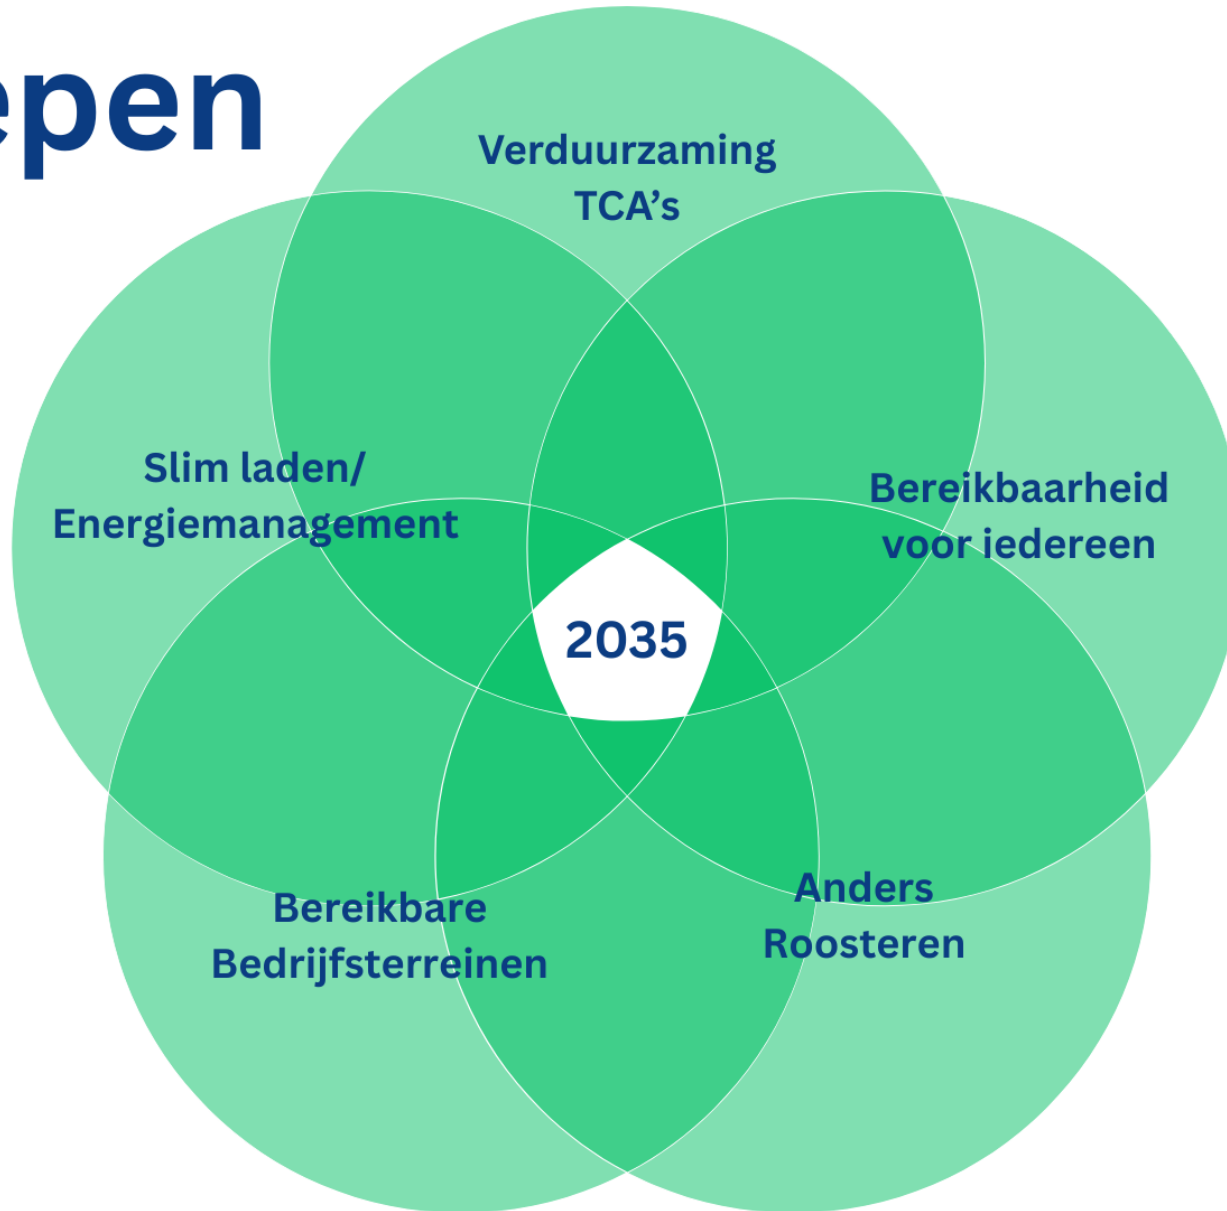 epen
Verduurzaming
TCA’s
Slim laden/
Energiemanagement
Bereikbaarheid
voor iedereen
2035
Bereikbare
Bedrijfsterreinen
Anders
Roosteren